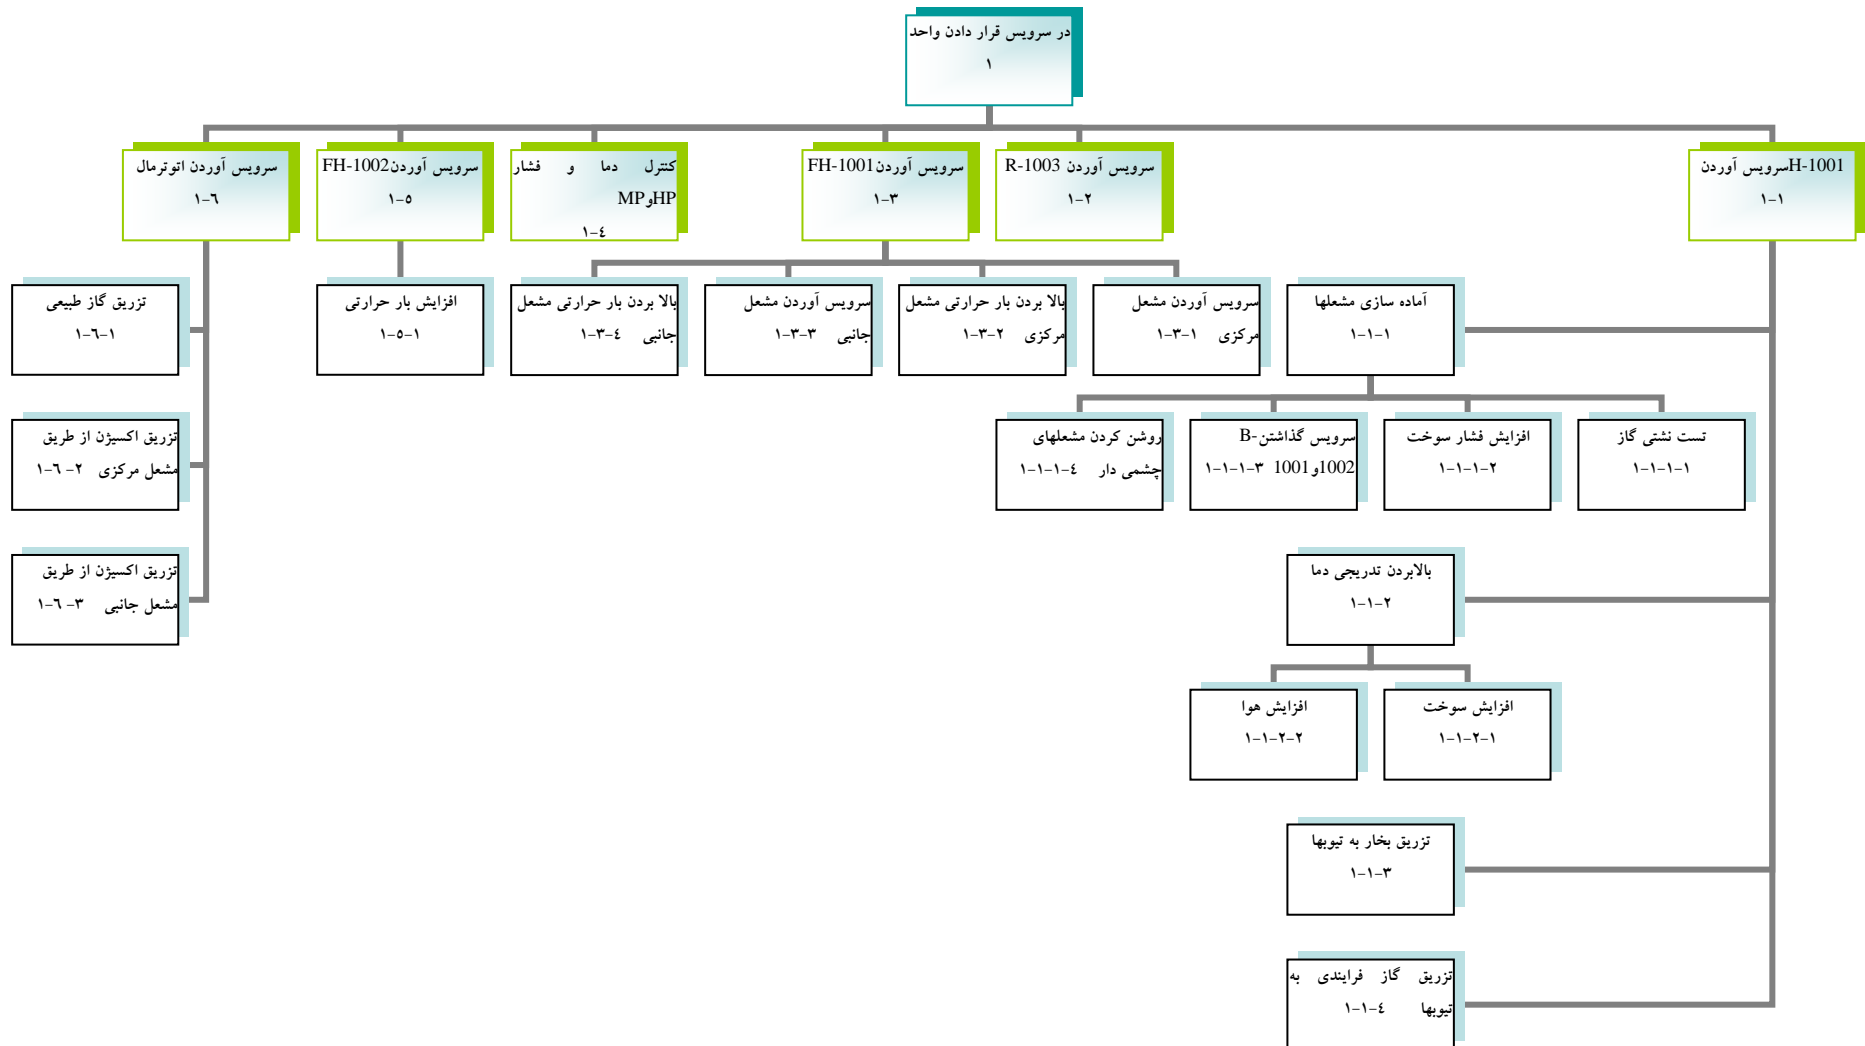 در سرویس قرار دادن واحد
۱
H-1001سرویس آوردن
۱-۱
سرویس آوردن R-1003
۱-۲
سرویس آوردنFH-1001
۱-۳
کنترل دما و فشار
HPوMP
۱-٤
سرویس آوردنFH-1002
۱-٥
سرویس آوردن اتوترمال
۱-٦
آماده سازی مشعلها
۱-۱-۱
سرویس آوردن مشعل
مرکزی ۱-۳-۱
بالا بردن بار حرارتی مشعل
مرکزی ۱-۳-۲
سرویس آوردن مشعل
جانبی ۱-۳-۳
بالا بردن بار حرارتی مشعل
جانبی ۱-۳-٤
افزایش بار حرارتی
۱-٥-۱
تزریق گاز طبیعی
۱-٦-۱
تست نشتی گاز
۱-۱-۱-۱
افزایش فشار سوخت
۱-۱-۱-۲
سرویس گذاشتن-B
1002و1001 ۱-۱-۱-۳
روشن کردن مشعلهای
چشمی دار ۱-۱-۱-٤
تزریق اکسیژن از طریق
مشعل مرکزی ۲- ٦-۱
بالابردن تدریجی دما
۱-۱-۲
تزریق اکسیژن از طریق
مشعل جانبی ۳- ٦-۱
افزایش سوخت
۱-۱-۲-۱
افزایش هوا
۱-۱-۲-۲
تزریق بخار به تیوبها
۱-۱-۳
تزریق گاز فرایندی به
تیوبها ۱-۱-٤